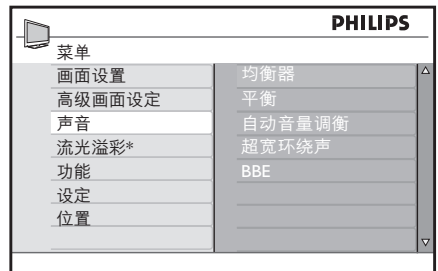 PHILIPS
菜单
画面设置
高级画面设定
声音
流光溢彩*
功能
设定
位置
均衡器
平衡
自动音量调衡
超宽环绕声
BBE